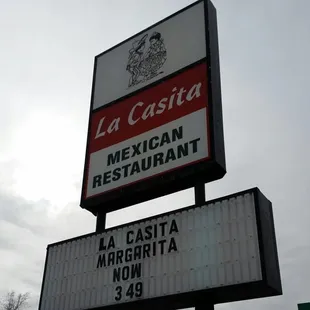 La Casita
MEXICAN
RESTAURANT
LA CASITA
MARGARITA
NOW
3 49